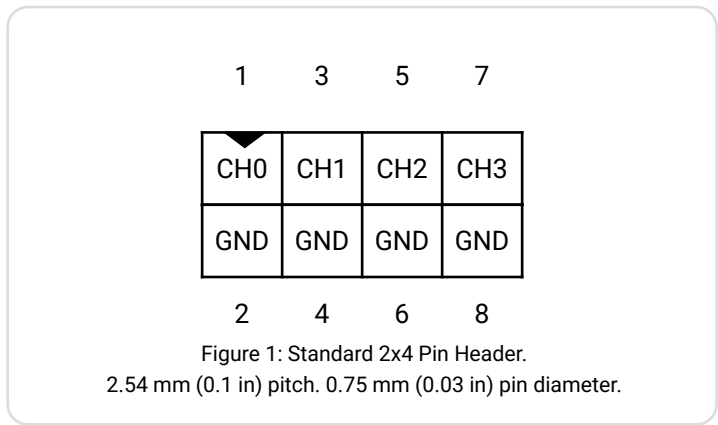 1 3 5 7
CH0 CH1 CH2 CH3
GND GND GND GND
2 4 6 8
Figure 1: Standard 2x4 Pin Header.
2.54 mm (0.1 in) pitch. 0.75 mm (0.03 in) pin diameter.